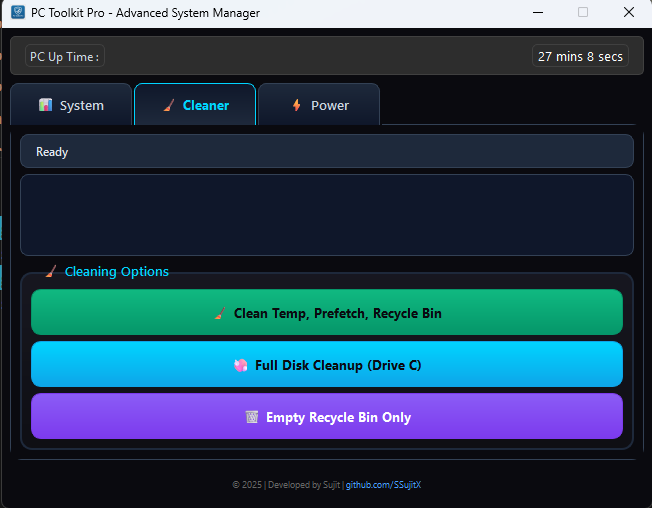 PC Toolkit Pro - Advanced System Manager
PC Up Time :
27 mins 8 secs
System
Cleaner
Power
Ready
Cleaning Options
Clean Temp, Prefetch, Recycle Bin
Full Disk Cleanup (Drive C)
Empty Recycle Bin Only
© 2025 | Developed by Sujit | github.com/SSujitX